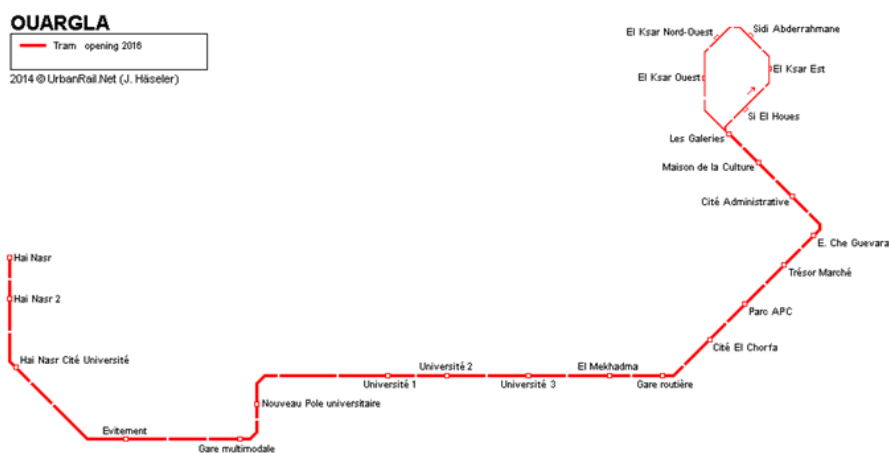 OUARGLA
Tram opening 2016
2014 © UrbanRail.Net (J. Häseler)
El Ksar Nord-Ouest
Sidi Abderrahmane
El Ksar Ouest
El Ksar Est
Si El Houes
Les Galeries
Maison de la Culture
Cité Administrative
E. Che Guevara
Trésor Marché
Parc APC
Cité El Chorfa
Hai Nasr
Hai Nasr 2
Hai Nasr Cité Université
Evitement
Gare multimodale
Nouveau Pole universitaire
Université 1
Université 2
Université 3
El Mekhadma
Gare routière